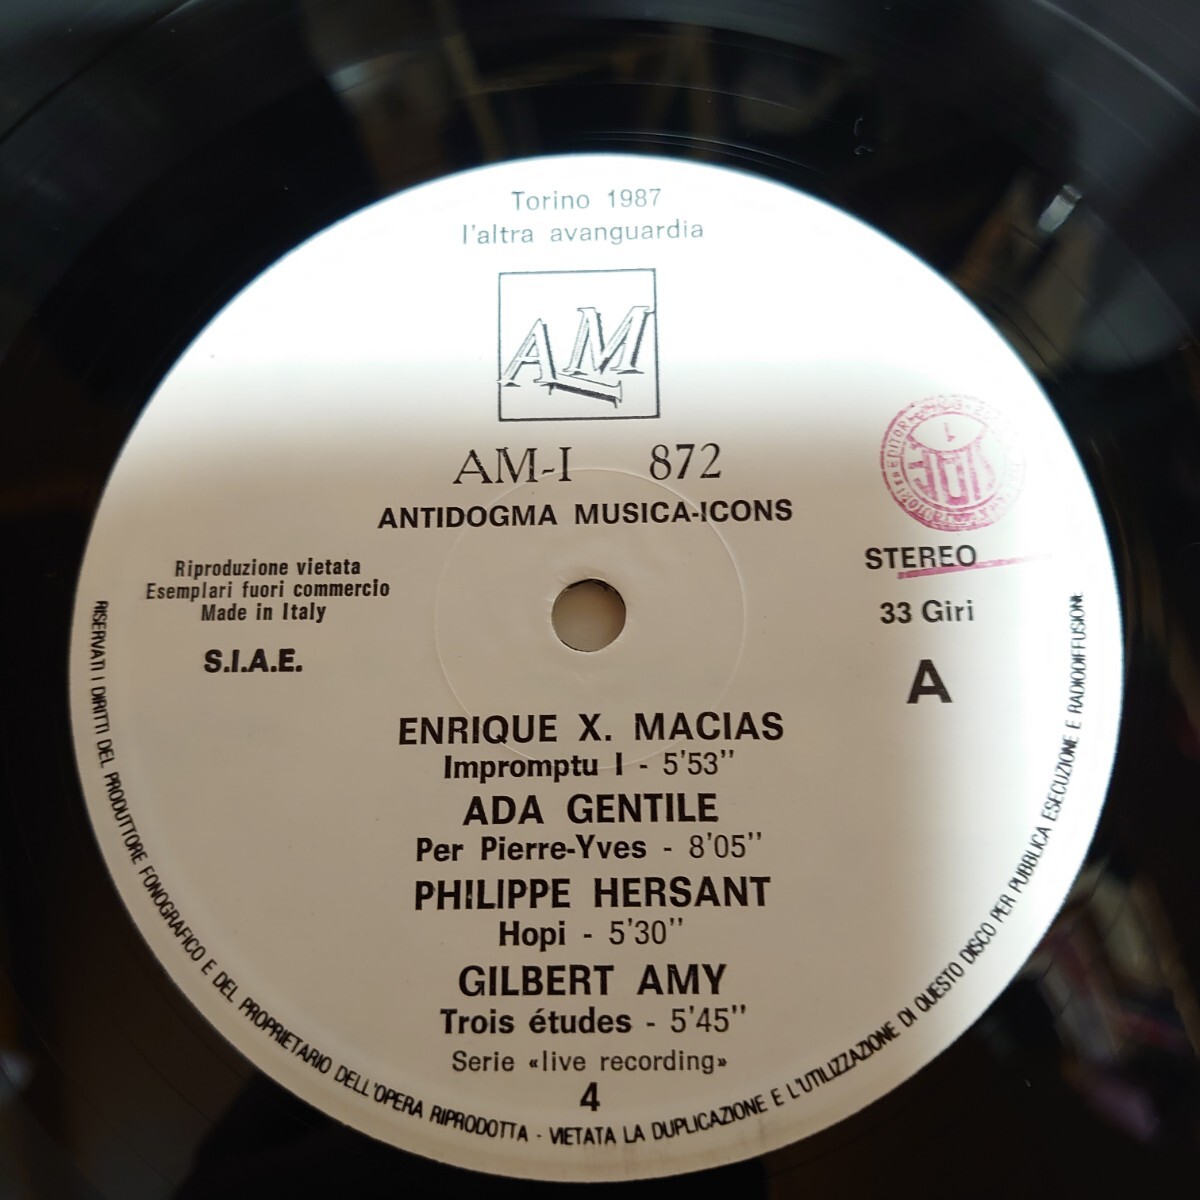 Torino 1987
l'altra avanguardia
AM
AM-I 872
ANTIDOGMA MUSICA-ICONS
Riproduzione vietata
Esemplari fuori commercio
Made in Italy
S.I.A.E.
STEREO
33 Giri
A
ENRIQUE X. MACIAS
Impromptu I - 5'53''
ADA GENTILE
Per Pierre-Yves - 8'05''
PHILIPPE HERSANT
Hopi - 5'30''
GILBERT AMY
Trois études - 5'45''
Serie «live recording»
4
RISERVATI I DIRITTI DEL PRODUTTORE FONOGRAFICO E DEL PROPRIETARIO DELL'OPERA RIPRODOTTA - VIETATA LA DUPLICAZIONE E L'UTILIZZAZIONE DI QUESTO DISCO PER PUBBLICA ESECUZIONE E RADIODIFFUSIONE